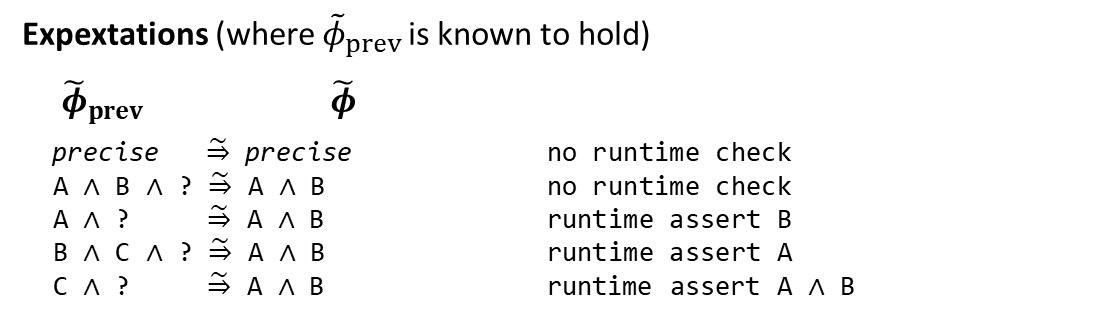 Expextations (where ϕ̃prev is known to hold)
ϕ̃prev ϕ̃
precise ⇒̃ precise no runtime check
A ∧ B ∧ ? ⇒̃ A ∧ B no runtime check
A ∧ ? ⇒̃ A ∧ B runtime assert B
B ∧ C ∧ ? ⇒̃ A ∧ B runtime assert A
C ∧ ? ⇒̃ A ∧ B runtime assert A ∧ B